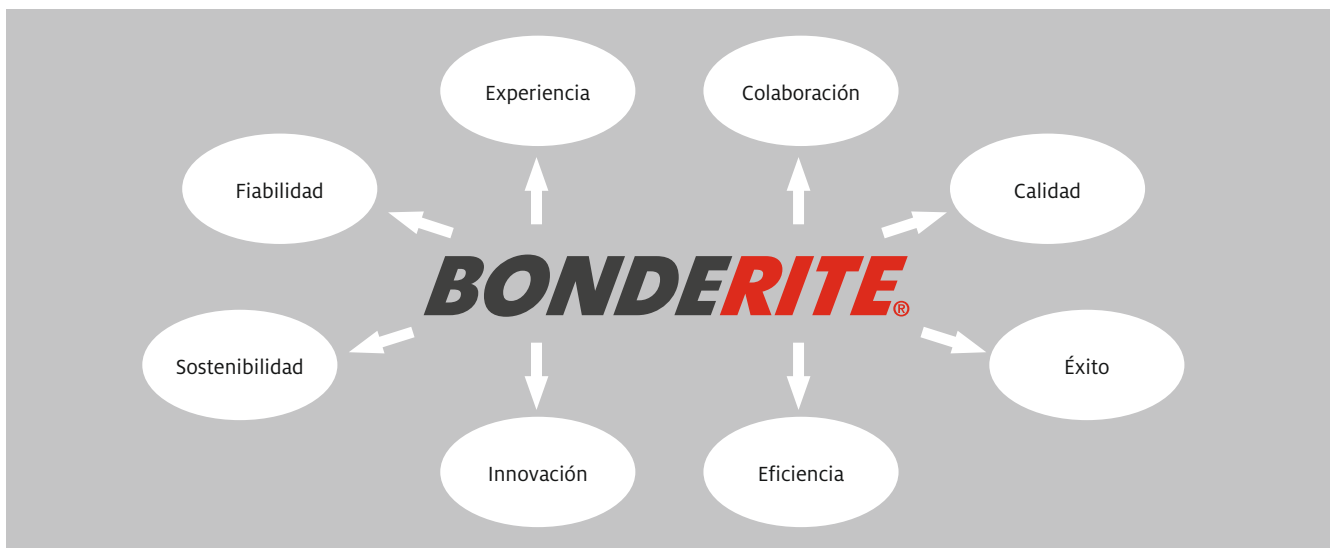 Experiencia
Colaboración
Fiabilidad
Calidad
BONDERITE®
Sostenibilidad
Éxito
Innovación
Eficiencia